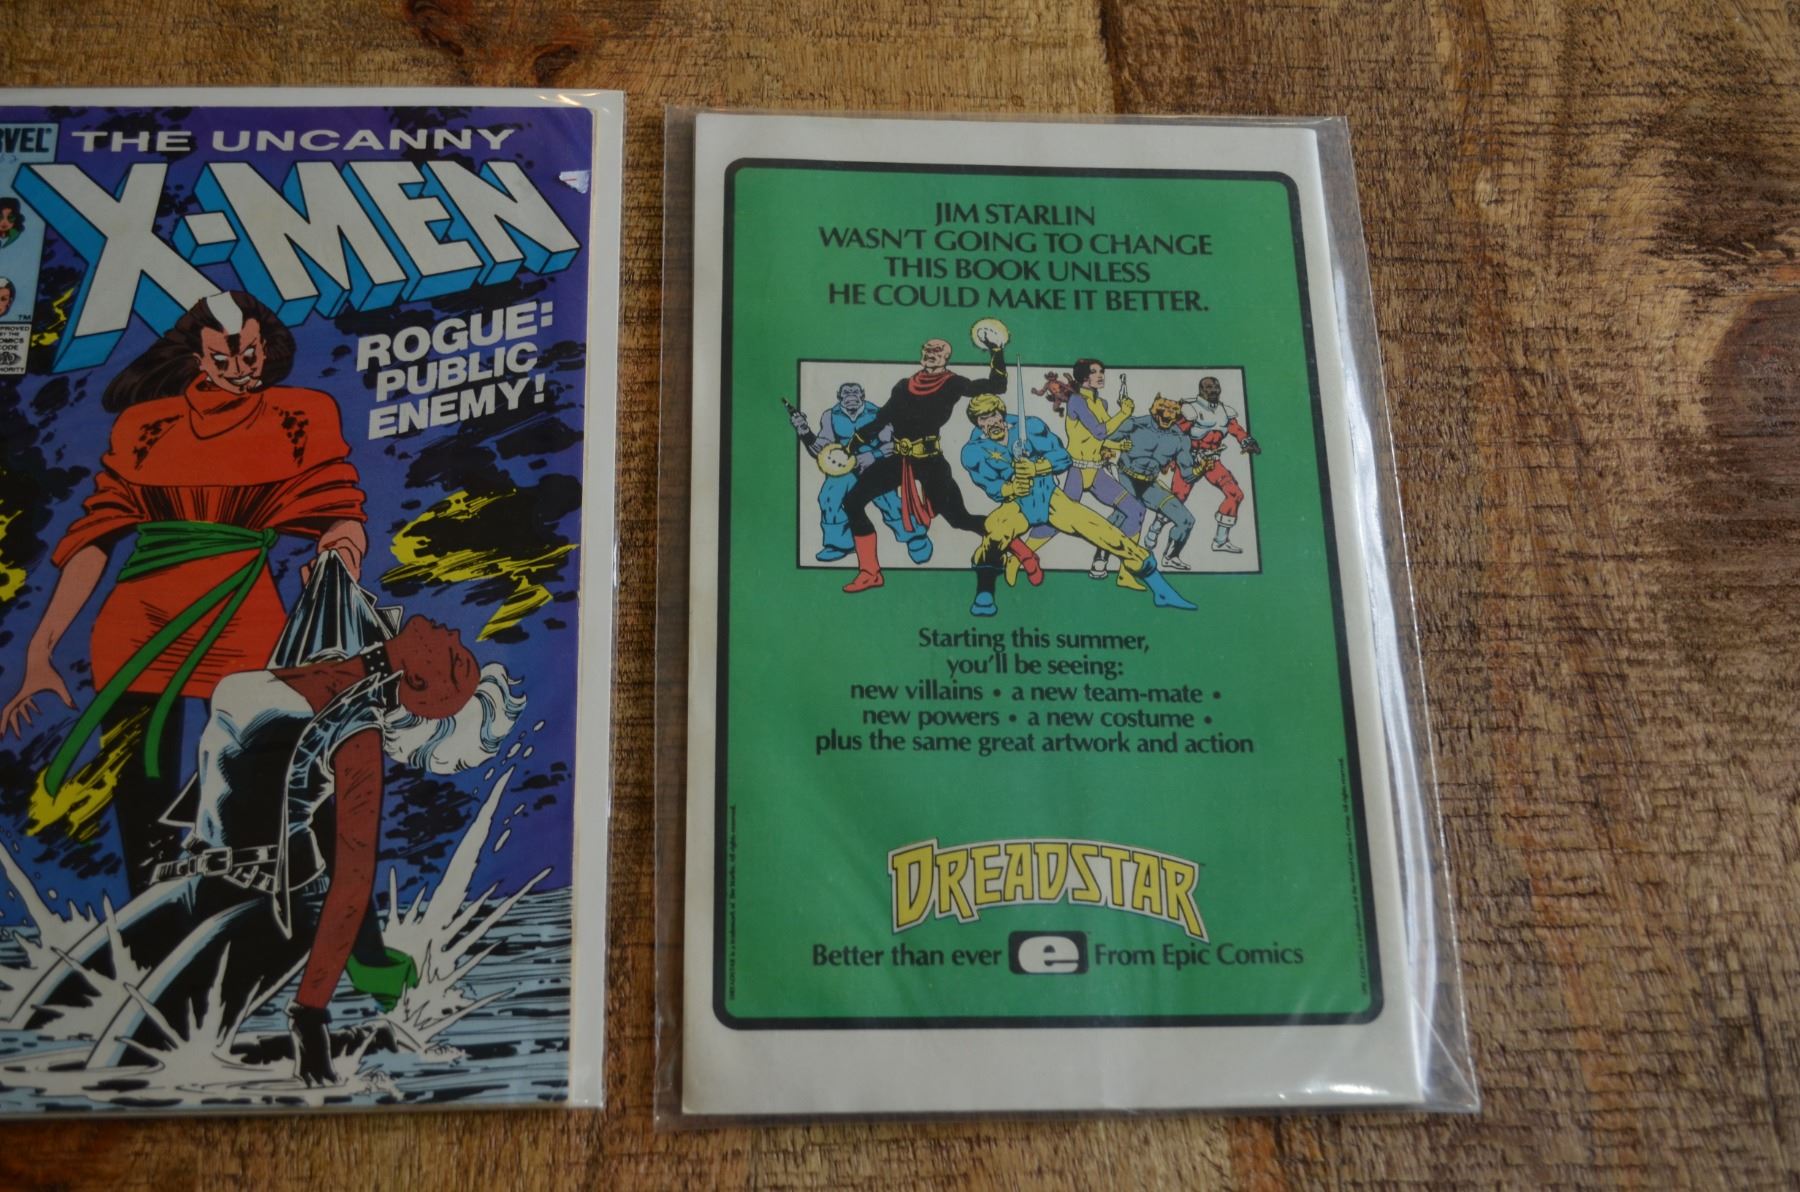 THE UNCANNY
X-MEN
TM
ROGUE:
PUBLIC
ENEMY!
JIM STARLIN
WASN'T GOING TO CHANGE
THIS BOOK UNLESS
HE COULD MAKE IT BETTER.
Starting this summer,
you'll be seeing:
new villains • a new team-mate •
new powers • a new costume •
plus the same great artwork and action
DREADSTAR
Better than ever e From Epic Comics